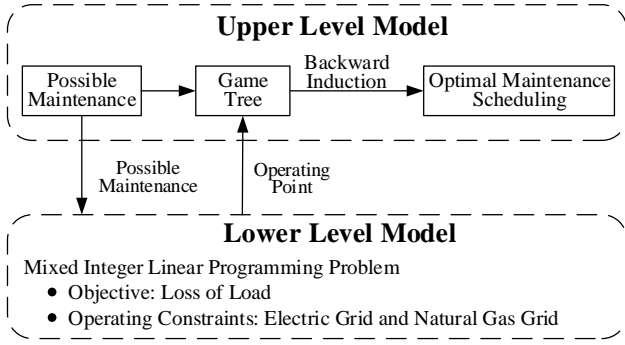 Upper Level Model
Possible
Maintenance
Game
Tree
Backward
Induction
Optimal Maintenance
Scheduling
Possible
Maintenance
Operating
Point
Lower Level Model
Mixed Integer Linear Programming Problem
● Objective: Loss of Load
● Operating Constraints: Electric Grid and Natural Gas Grid